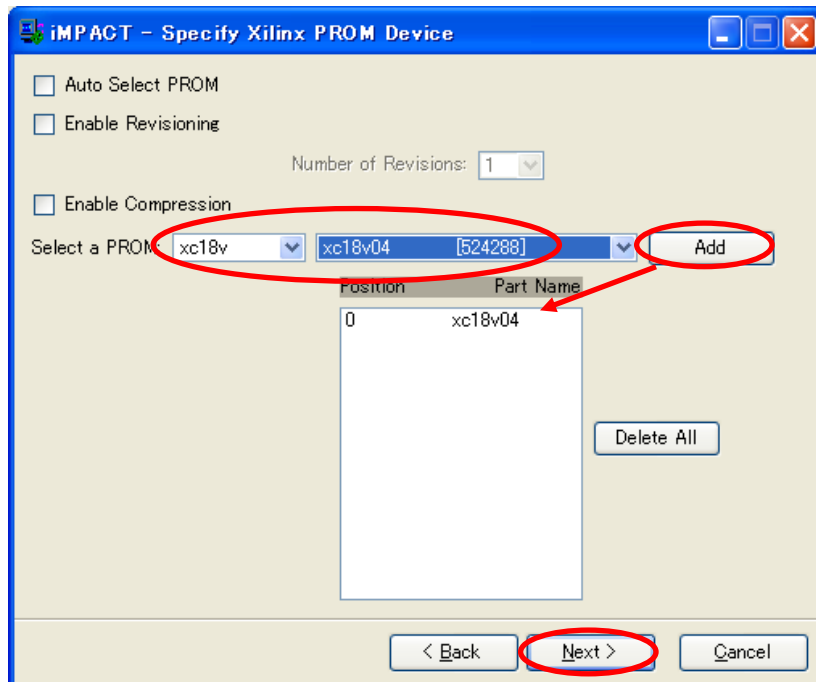 iMPACT - Specify Xilinx PROM Device
Auto Select PROM
Enable Revisioning
Number of Revisions: 1
Enable Compression
Select a PROM: xc18v xc18v04 [524288] Add
Position Part Name
0 xc18v04
Delete All
< Back Next > Cancel